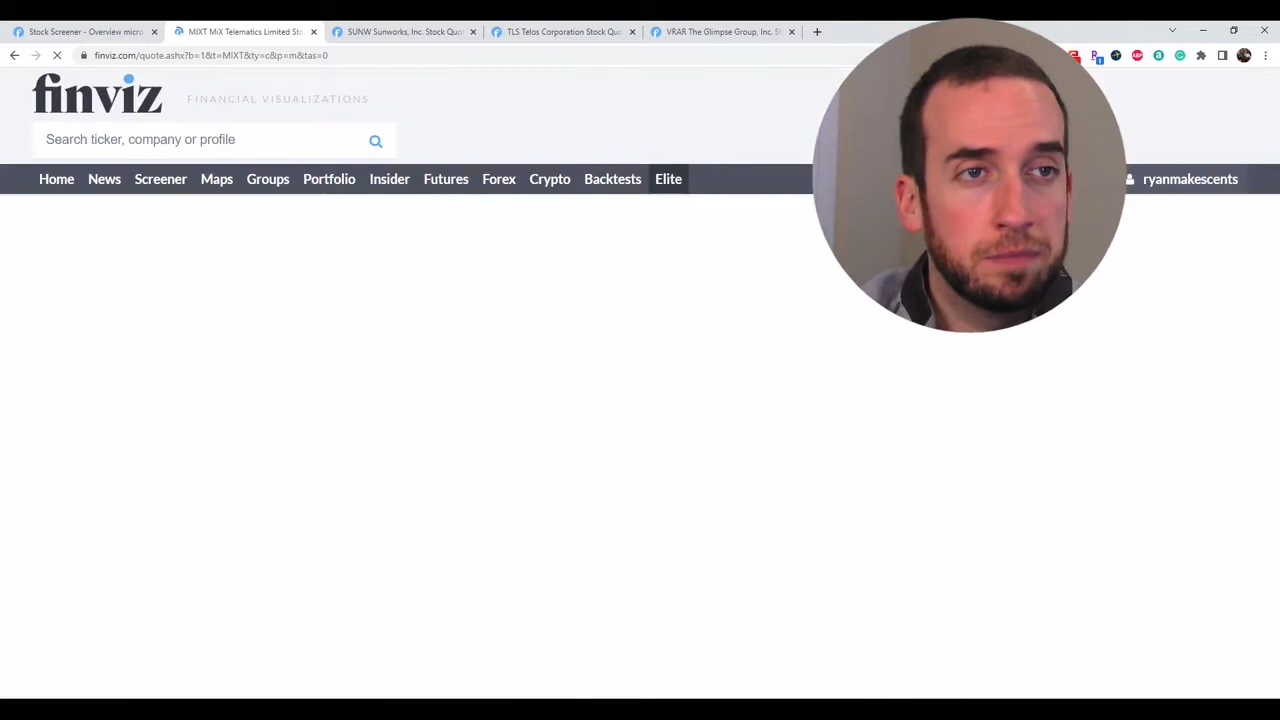 Stock Screener - Overview micro
MIXT MiX Telematics Limited Sto
SUNW Sunworks, Inc. Stock Quot
TLS Telos Corporation Stock Quo
VRAR The Glimpse Group, Inc. St
finviz.com/quote.ashx?b=1&t=MIXT&ty=c&p=m&tas=0
finviz
FINANCIAL VISUALIZATIONS
Search ticker, company or profile
Home News Screener Maps Groups Portfolio Insider Futures Forex Crypto Backtests Elite ryanmakescents